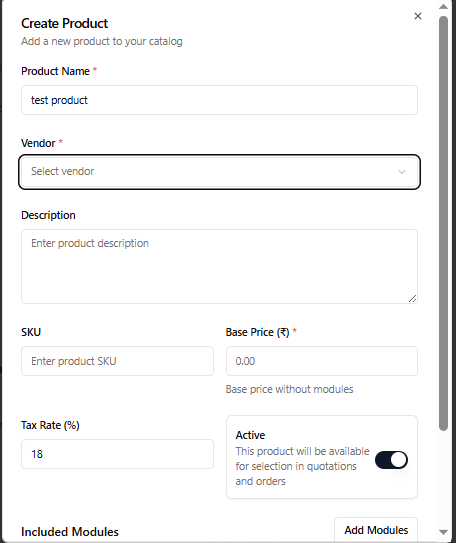 Create Product
Add a new product to your catalog
Product Name *
test product
Vendor *
Select vendor
Description
Enter product description
SKU
Base Price (₹) *
Enter product SKU
0.00
Base price without modules
Tax Rate (%)
18
Active
This product will be available
for selection in quotations
and orders
Included Modules
Add Modules